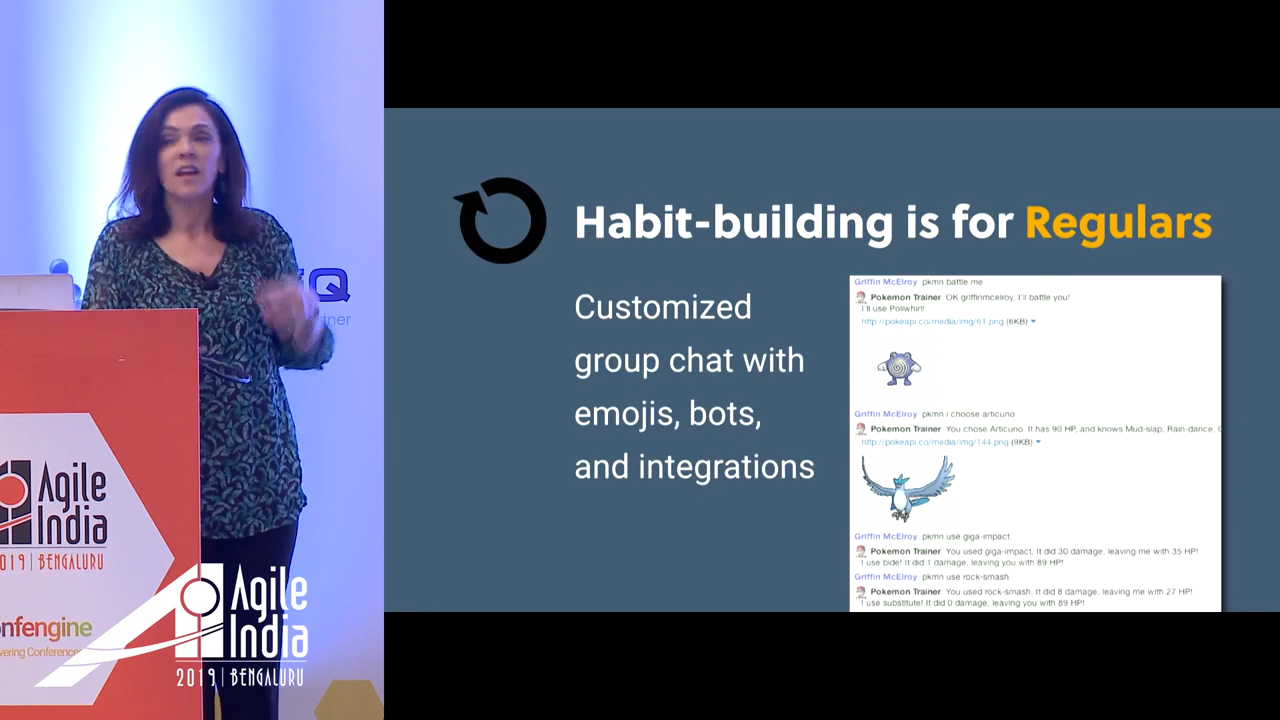 Habit-building is for Regulars
Customized
group chat with
emojis, bots,
and integrations
Griffin McElroy pkmn battle me
Pokemon Trainer OK griffinmcelroy, I'll battle you!
I'll use Poliwhirl!
http://pokeapi.co/media/img/61.png (6KB)
Griffin McElroy pkmn i choose articuno
Pokemon Trainer You chose Articuno. It has 90 HP, and knows Mud-slap, Rain-dance,
http://pokeapi.co/media/img/144.png (9KB)
Griffin McElroy pkmn use giga-impact
Pokemon Trainer You used giga-impact. It did 30 damage, leaving me with 35 HP!
I use bide! It did 1 damage, leaving you with 89 HP!
Griffin McElroy pkmn use rock-smash
Pokemon Trainer You used rock-smash. It did 8 damage, leaving me with 27 HP!
I use substitute! It did 0 damage, leaving you with 89 HP!
iQ
rtner
Agile
India
2019 | BENGALURU
nfengine
vering Conferences
Agile
India
2019 | BENGALURU